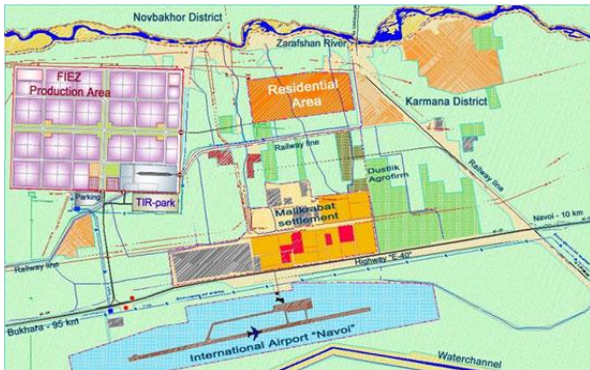 Novbakhor District
Zarafshan River
FIEZ
Production Area
Residential
Area
Karmana District
Railway line
Railway line
Dustlik
Agrofirm
Parking
TIR-park
Malikrabat
settlement
Navoi - 10 km
Railway line
Highway "E-40"
Bukhara - 95 km
International Airport "Navoi"
Waterchannel